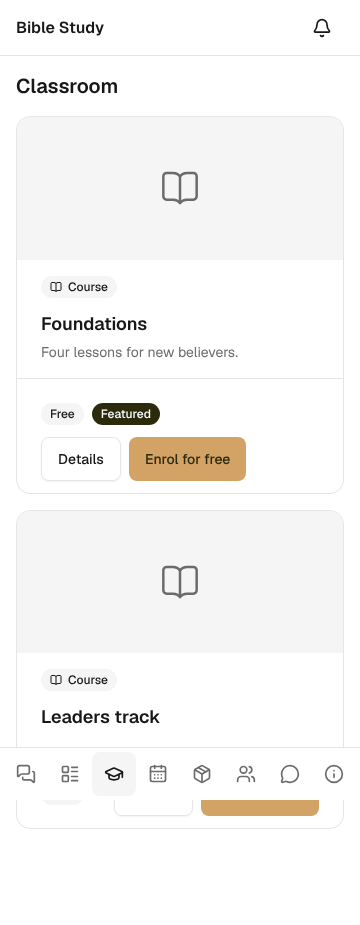 Bible Study
Classroom
Course
Foundations
Four lessons for new believers.
Free
Featured
Details
Enrol for free
Course
Leaders track